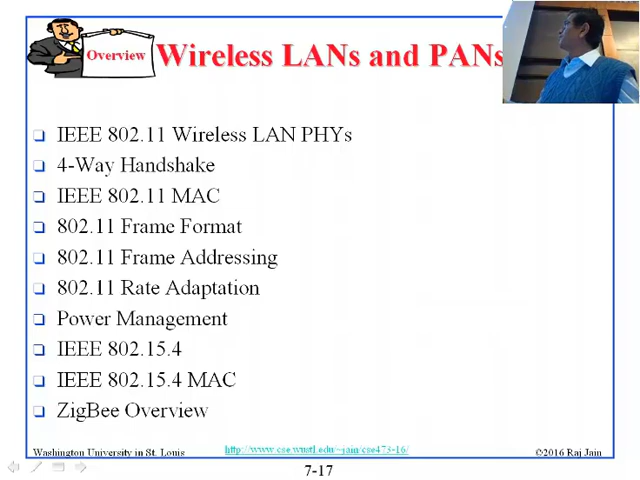 Overview
Wireless LANs and PANs
IEEE 802.11 Wireless LAN PHYs
4-Way Handshake
IEEE 802.11 MAC
802.11 Frame Format
802.11 Frame Addressing
802.11 Rate Adaptation
Power Management
IEEE 802.15.4
IEEE 802.15.4 MAC
ZigBee Overview
Washington University in St. Louis
http://www.cse.wustl.edu/~jain/cse473-16/
©2016 Raj Jain
7-17